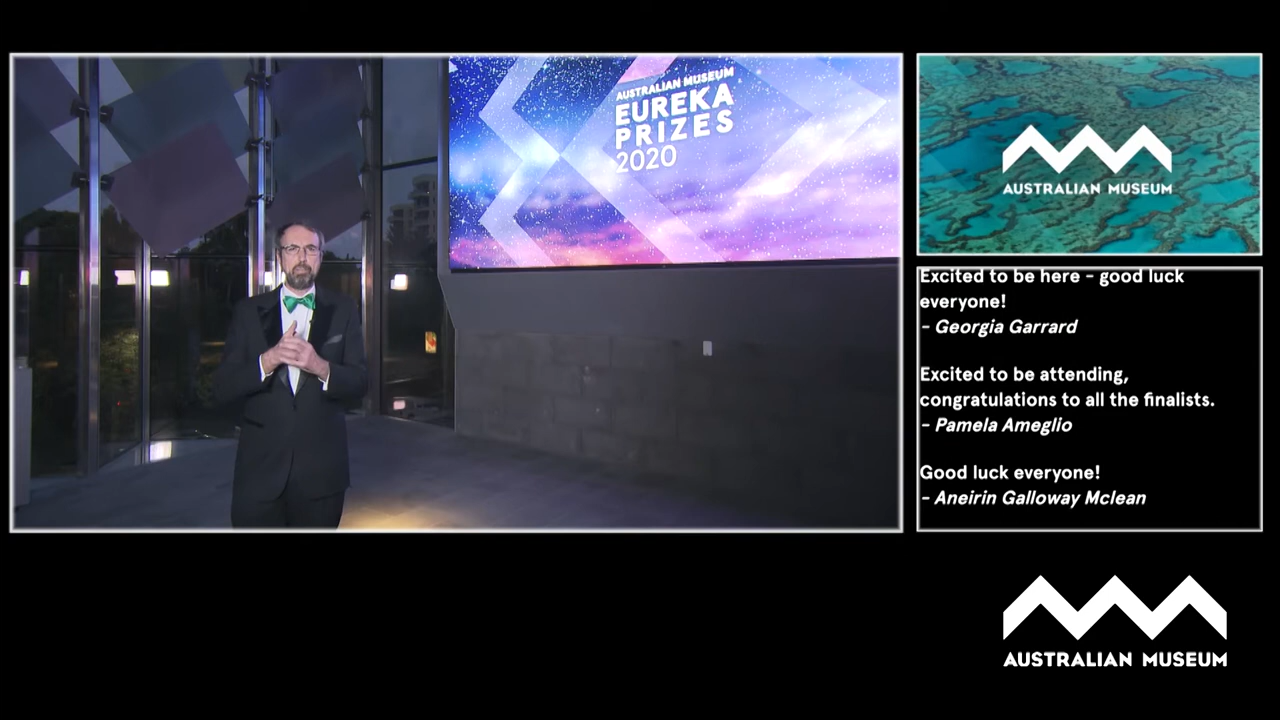 AUSTRALIAN MUSEUM
EUREKA
PRIZES
2020
AUSTRALIAN MUSEUM
Excited to be here - good luck
everyone!
- Georgia Garrard
Excited to be attending,
congratulations to all the finalists.
- Pamela Ameglio
Good luck everyone!
- Aneirin Galloway Mclean
AUSTRALIAN MUSEUM